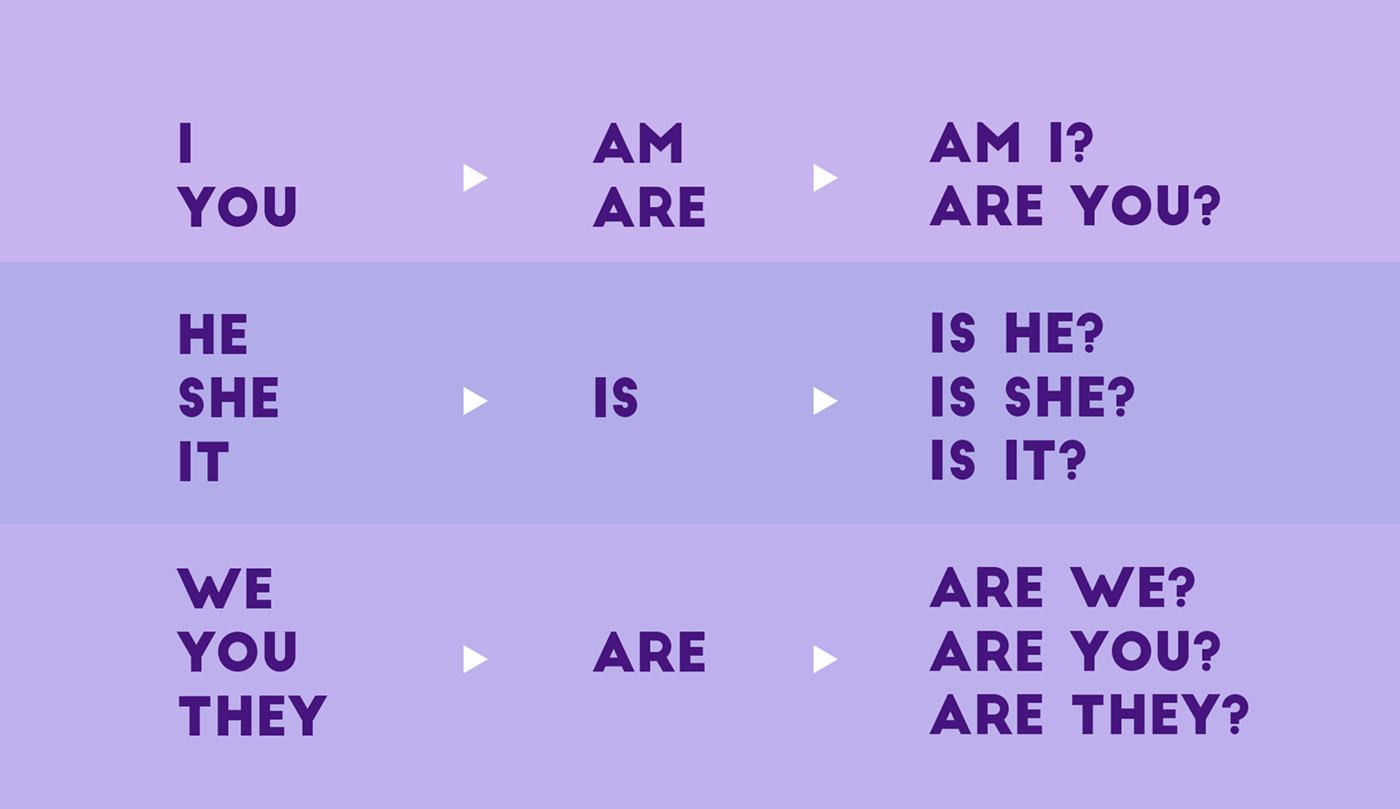 I
YOU
AM
ARE
AM I?
ARE YOU?
HE
SHE
IT
IS
IS HE?
IS SHE?
IS IT?
WE
YOU
THEY
ARE
ARE WE?
ARE YOU?
ARE THEY?